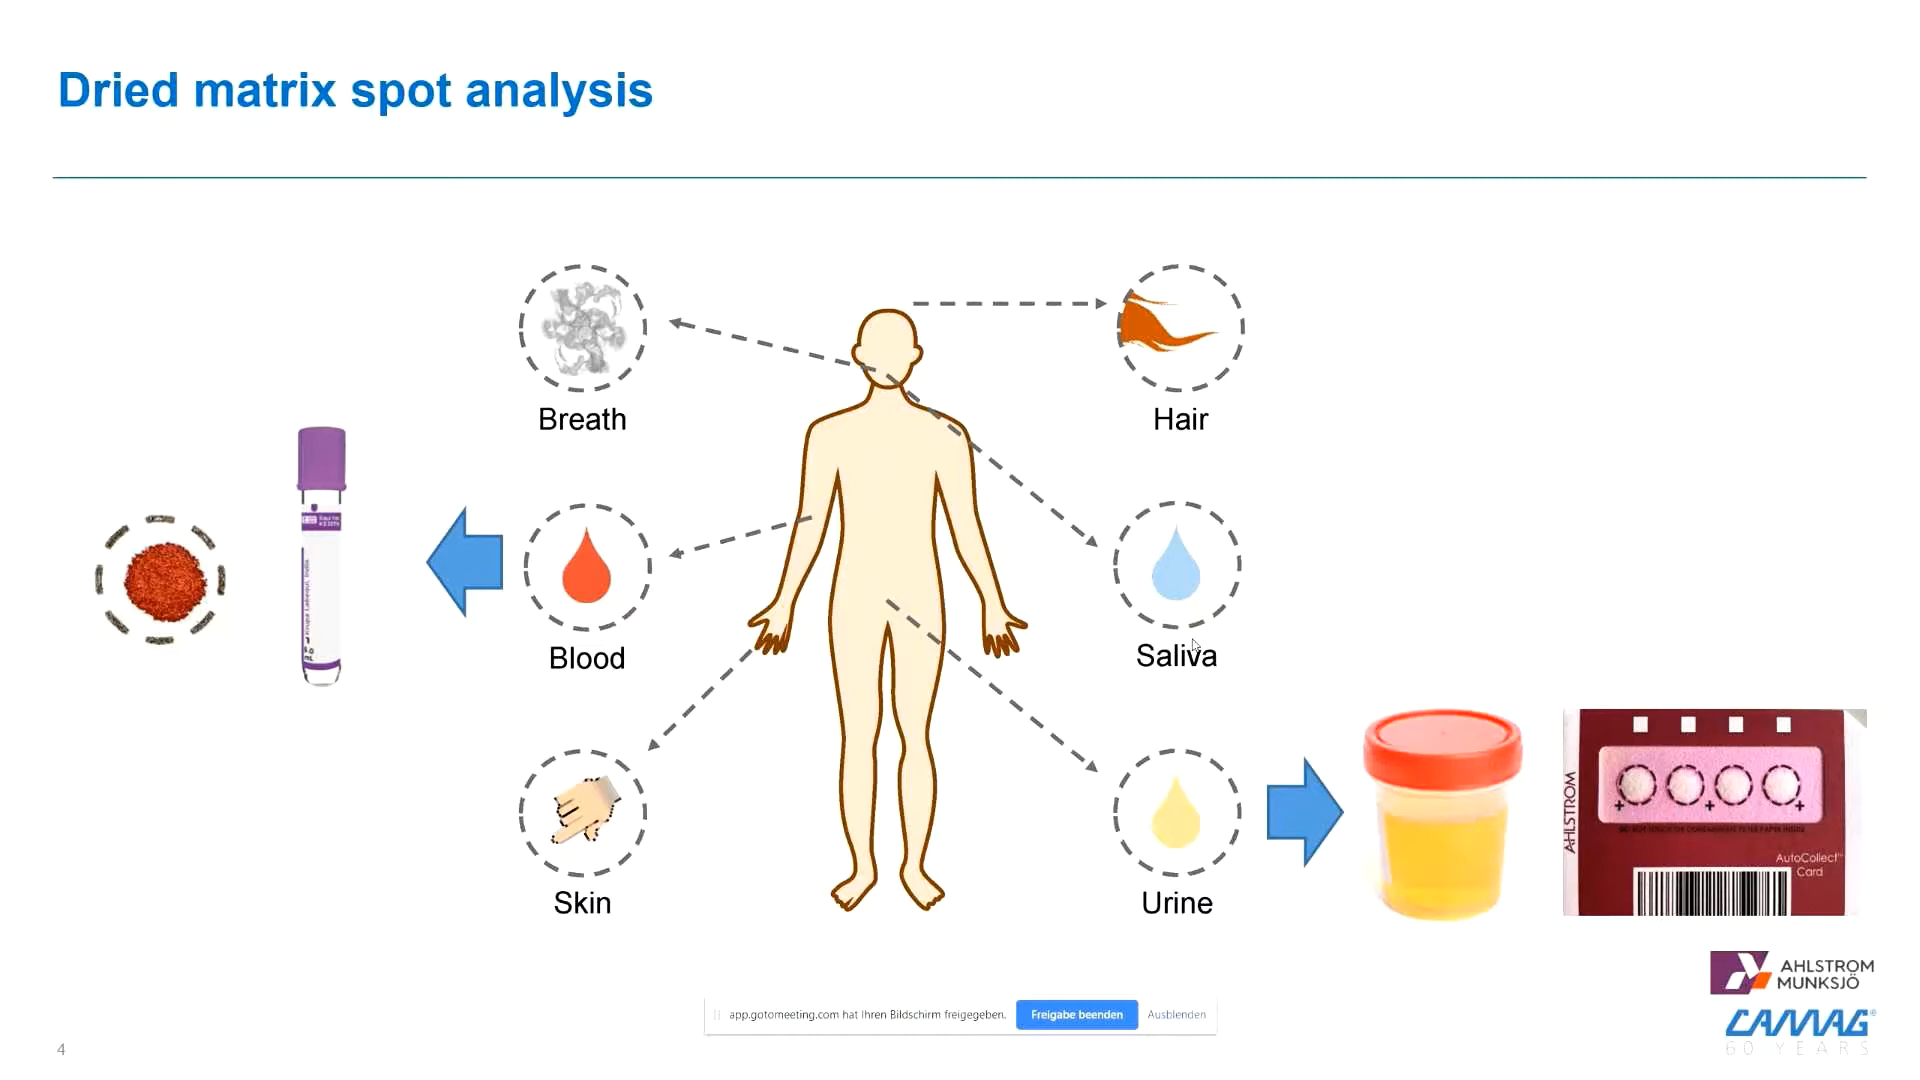 Dried matrix spot analysis
Breath
Hair
Blood
Saliva
Skin
Urine
AHLSTROM
AutoCollect™
Card
AHLSTROM
MUNKSJÖ
CAMAG®
60 YEARS
app.gotomeeting.com hat Ihren Bildschirm freigegeben.
Freigabe beenden
Ausblenden
4